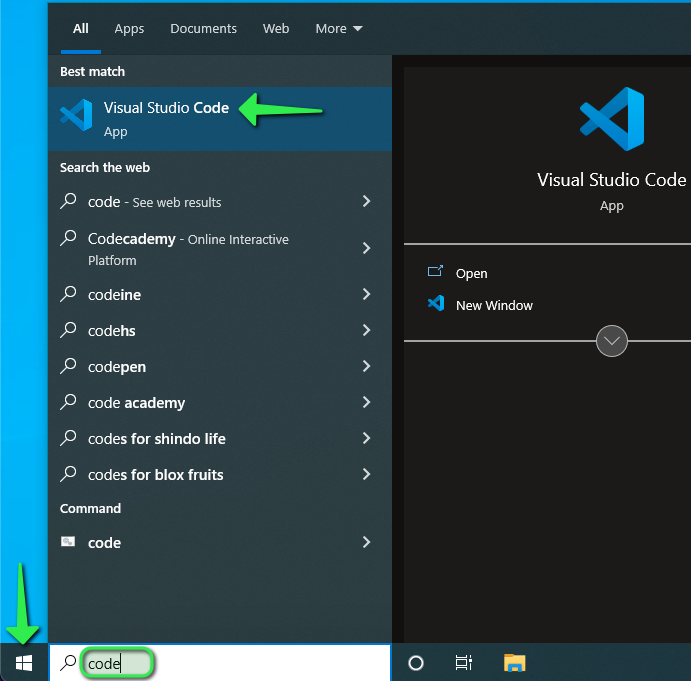 All Apps Documents Web More
Best match
Visual Studio Code
App
Search the web
code - See web results
Codecademy - Online Interactive
Platform
codeine
codehs
codepen
code academy
codes for shindo life
codes for blox fruits
Command
code
code
Visual Studio Code
App
Open
New Window